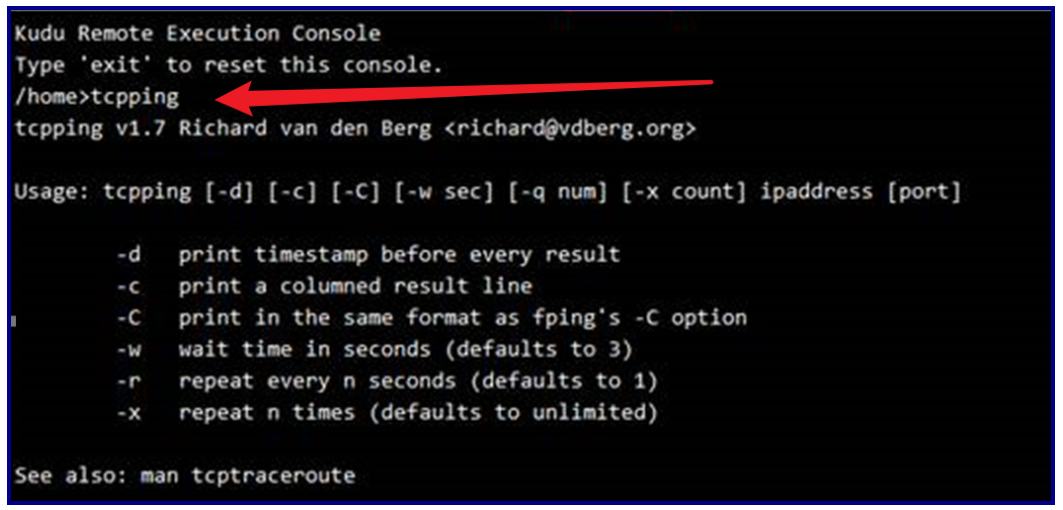 Kudu Remote Execution Console
Type 'exit' to reset this console.
/home>tcpping
tcpping v1.7 Richard van den Berg <richard@vdberg.org>
Usage: tcpping [-d] [-c] [-C] [-w sec] [-q num] [-x count] ipaddress [port]
-d print timestamp before every result
-c print a columned result line
-C print in the same format as fping's -C option
-w wait time in seconds (defaults to 3)
-r repeat every n seconds (defaults to 1)
-x repeat n times (defaults to unlimited)
See also: man tcptraceroute